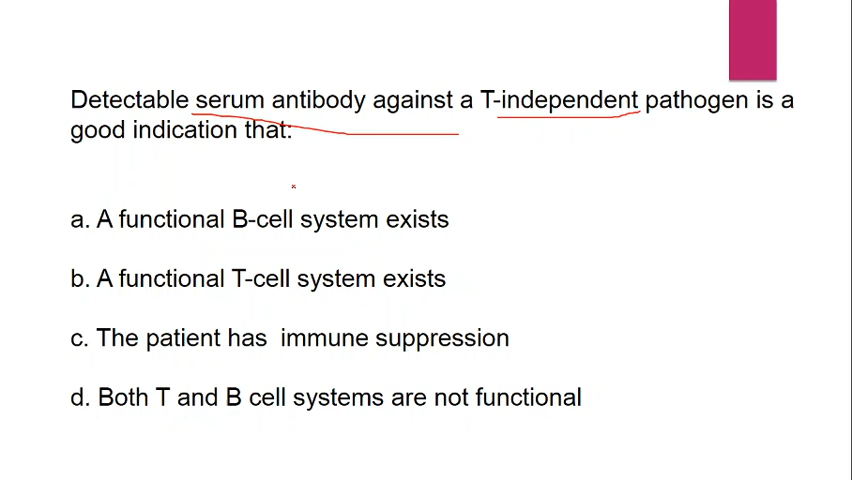 Detectable serum antibody against a T-independent pathogen is a
good indication that:
a. A functional B-cell system exists
b. A functional T-cell system exists
c. The patient has  immune suppression
d. Both T and B cell systems are not functional